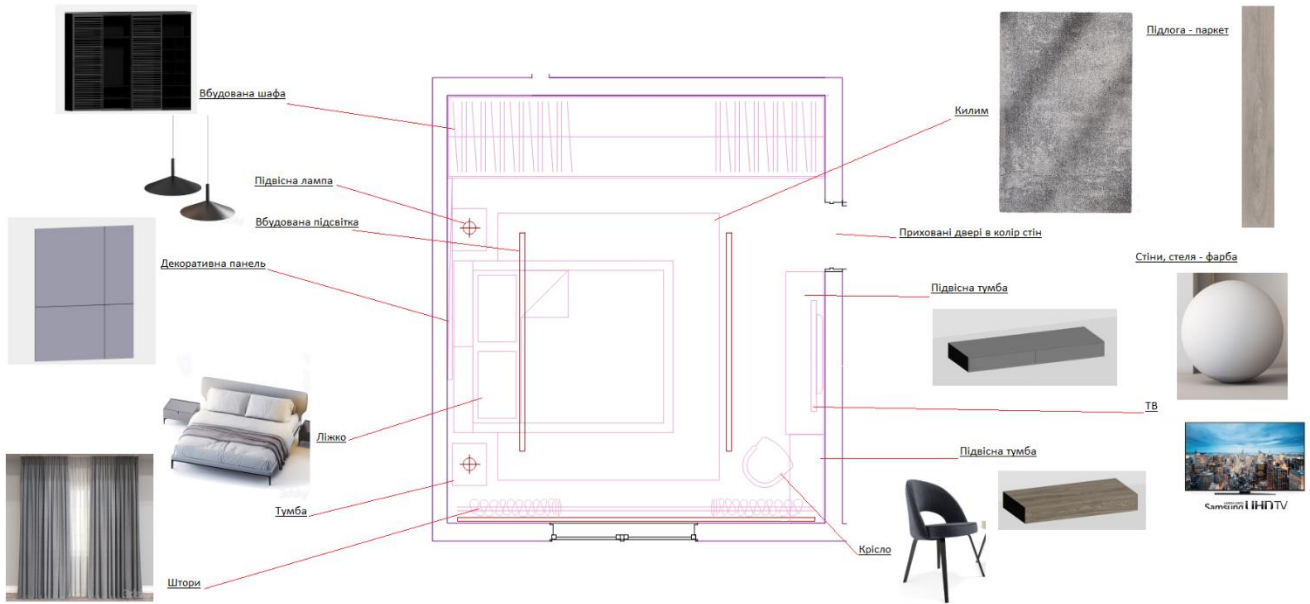 Підлога - паркет
Вбудована шафа
Килим
Підвісна лампа
Вбудована підсвітка
Приховані двері в колір стін
Декоративна панель
Стіни, стеля - фарба
Підвісна тумба
ТВ
Ліжко
Підвісна тумба
Samsung UHD TV
Тумба
Крісло
Штори